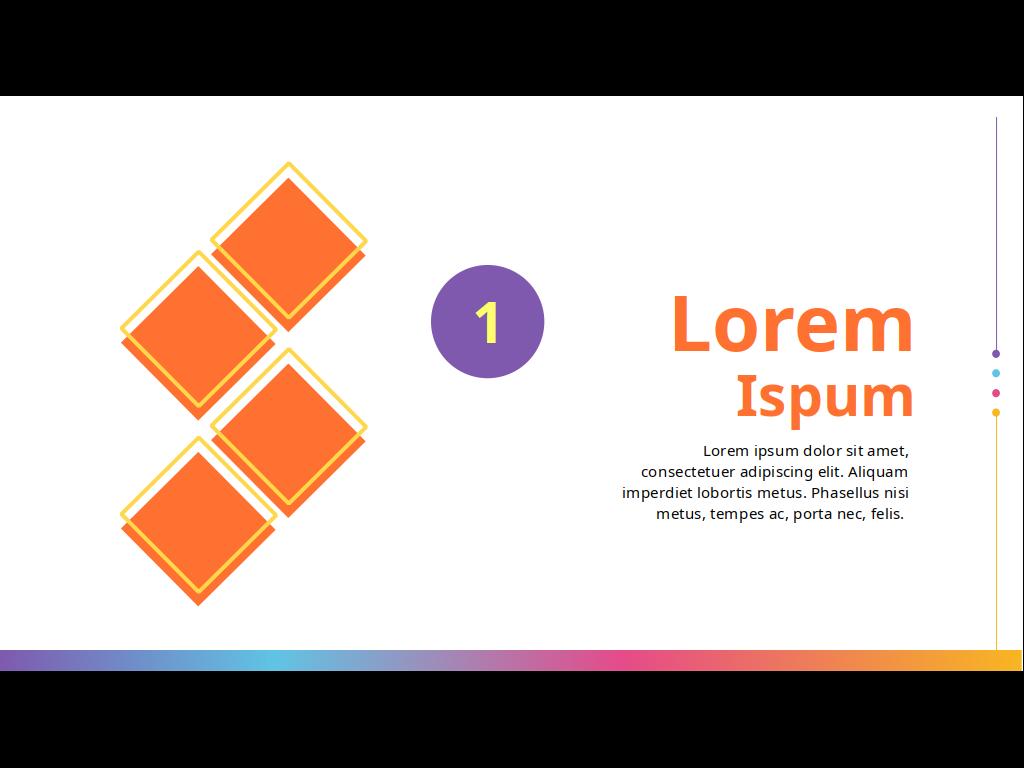 1
Lorem
Ispum
Lorem ipsum dolor sit amet,
consectetuer adipiscing elit. Aliquam
imperdiet lobortis metus. Phasellus nisi
metus, tempes ac, porta nec, felis.